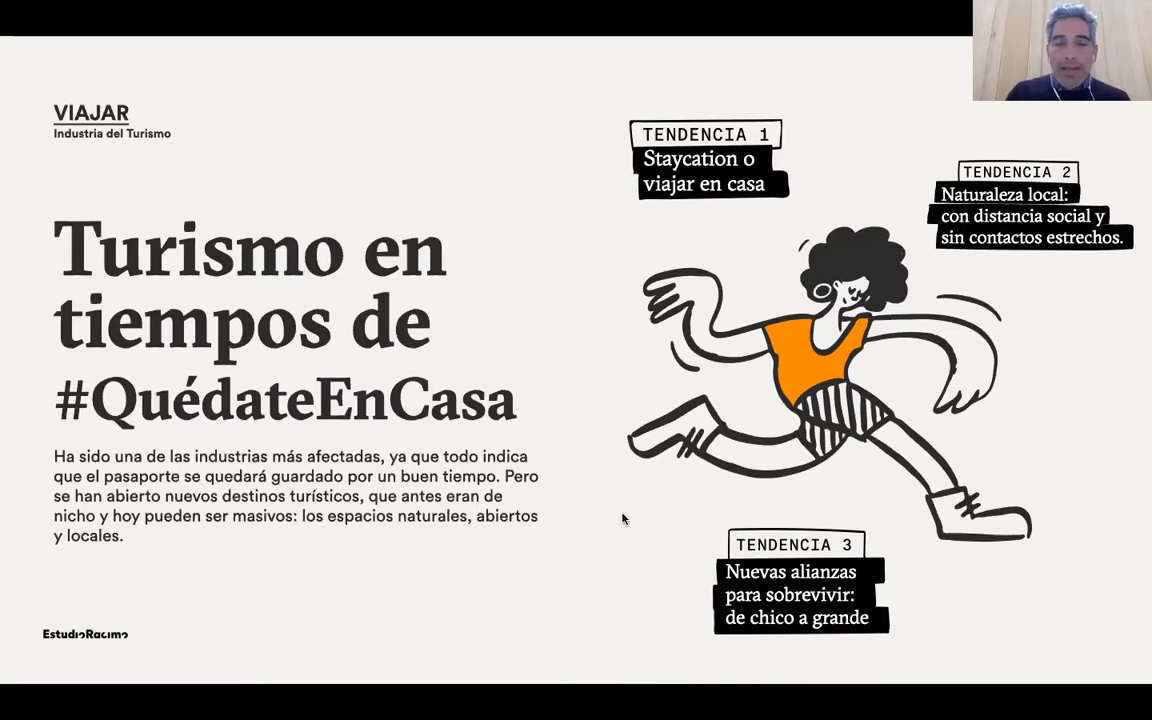 VIAJAR
Industria del Turismo
Turismo en
tiempos de
#QuédateEnCasa
Ha sido una de las industrias más afectadas, ya que todo indica
que el pasaporte se quedará guardado por un buen tiempo. Pero
se han abierto nuevos destinos turísticos, que antes eran de
nicho y hoy pueden ser masivos: los espacios naturales, abiertos
y locales.
EstudioRacimo
TENDENCIA 1
Staycation o
viajar en casa
TENDENCIA 2
Naturaleza local:
con distancia social y
sin contactos estrechos.
TENDENCIA 3
Nuevas alianzas
para sobrevivir:
de chico a grande